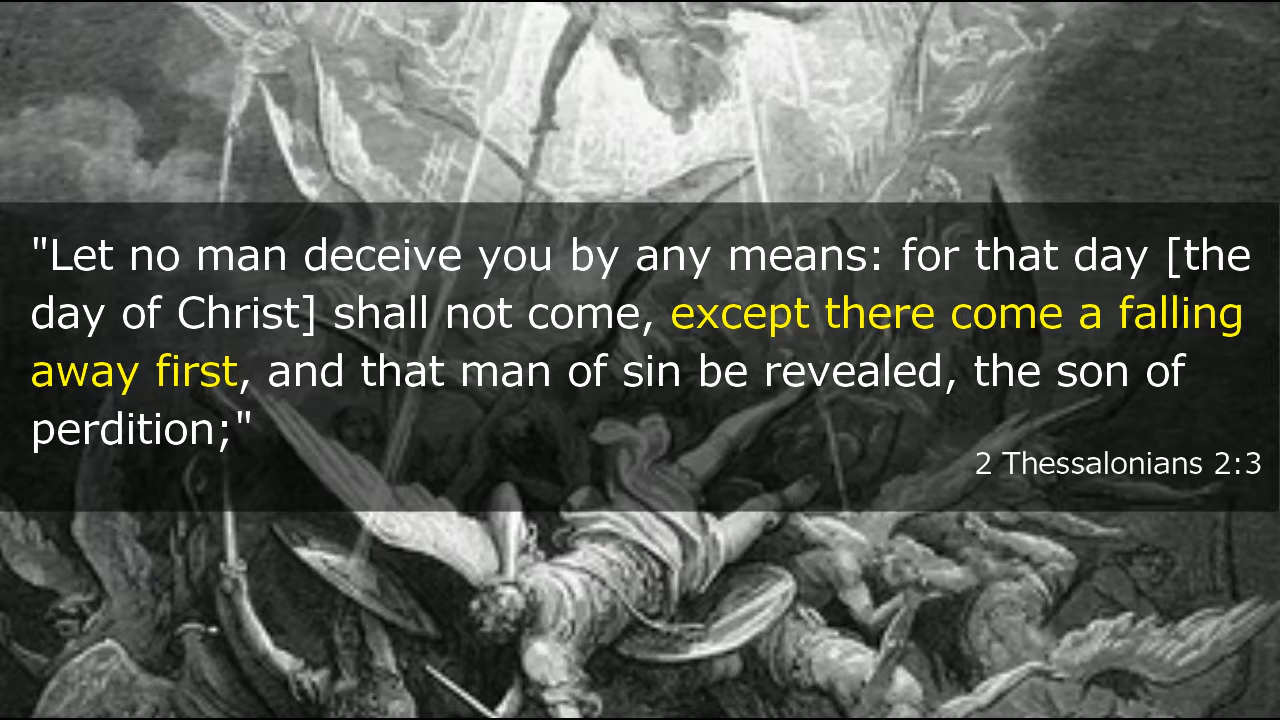 "Let no man deceive you by any means: for that day [the
day of Christ] shall not come, except there come a falling
away first, and that man of sin be revealed, the son of
perdition;"
2 Thessalonians 2:3